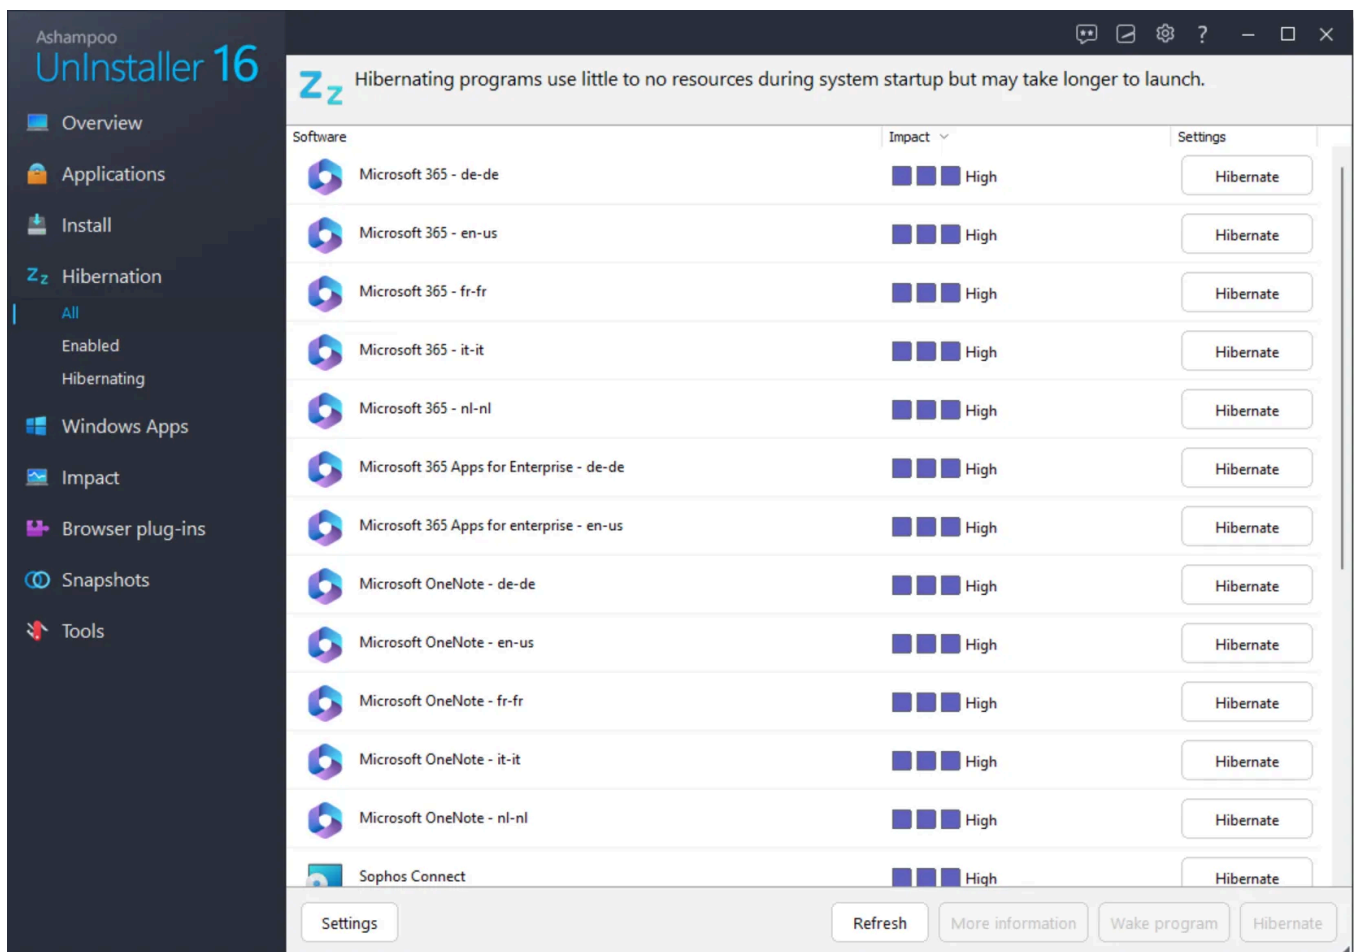 Ashampoo
UnInstaller 16
?
Zz Hibernating programs use little to no resources during system startup but may take longer to launch.
Overview
Applications
Install
Zz Hibernation
All
Enabled
Hibernating
Windows Apps
Impact
Browser plug-ins
Snapshots
Tools
Software Impact Settings
Microsoft 365 - de-de High Hibernate
Microsoft 365 - en-us High Hibernate
Microsoft 365 - fr-fr High Hibernate
Microsoft 365 - it-it High Hibernate
Microsoft 365 - nl-nl High Hibernate
Microsoft 365 Apps for Enterprise - de-de High Hibernate
Microsoft 365 Apps for enterprise - en-us High Hibernate
Microsoft OneNote - de-de High Hibernate
Microsoft OneNote - en-us High Hibernate
Microsoft OneNote - fr-fr High Hibernate
Microsoft OneNote - it-it High Hibernate
Microsoft OneNote - nl-nl High Hibernate
Sophos Connect High Hibernate
Settings Refresh More information Wake program Hibernate